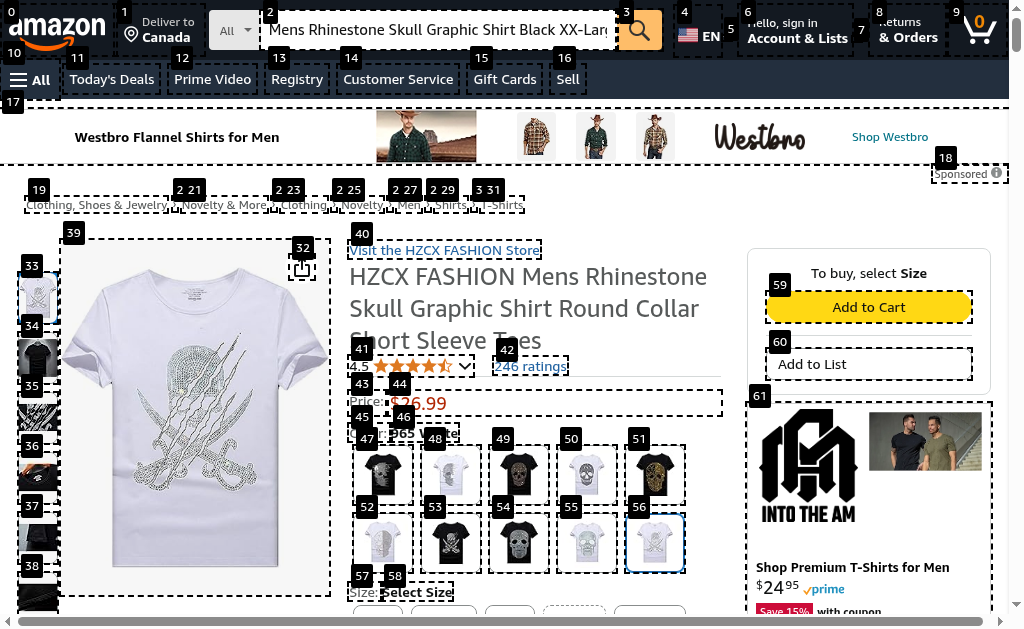 0 1 2 3 4 5 6 7 8 9
amazon
Deliver to
Canada
All
Mens Rhinestone Skull Graphic Shirt Black XX-Larg
EN
Hello, sign in
Account & Lists
Returns
& Orders
0
10 11 12 13 14 15 16
All
Today's Deals
Prime Video
Registry
Customer Service
Gift Cards
Sell
17
Westbro Flannel Shirts for Men
Westbro
Shop Westbro
18
Sponsored
19 2 21 2 23 2 25 2 27 2 29 3 31
Clothing, Shoes & Jewelry › Novelty & More › Clothing › Novelty › Men › Shirts › T-Shirts
39
32
33
34
35
36
37
38
40
Visit the HZCX FASHION Store
HZCX FASHION Mens Rhinestone
Skull Graphic Shirt Round Collar
Short Sleeve Tees
41 42
4.5
246 ratings
43 44
Price:
$26.99
45 46
965 White
47 48 49 50 51
52 53 54 55 56
57 58
Size:
Select Size
To buy, select Size
59
Add to Cart
60
Add to List
61
INTO THE AM
Shop Premium T-Shirts for Men
$24 95
prime
Save 15%
with coupon